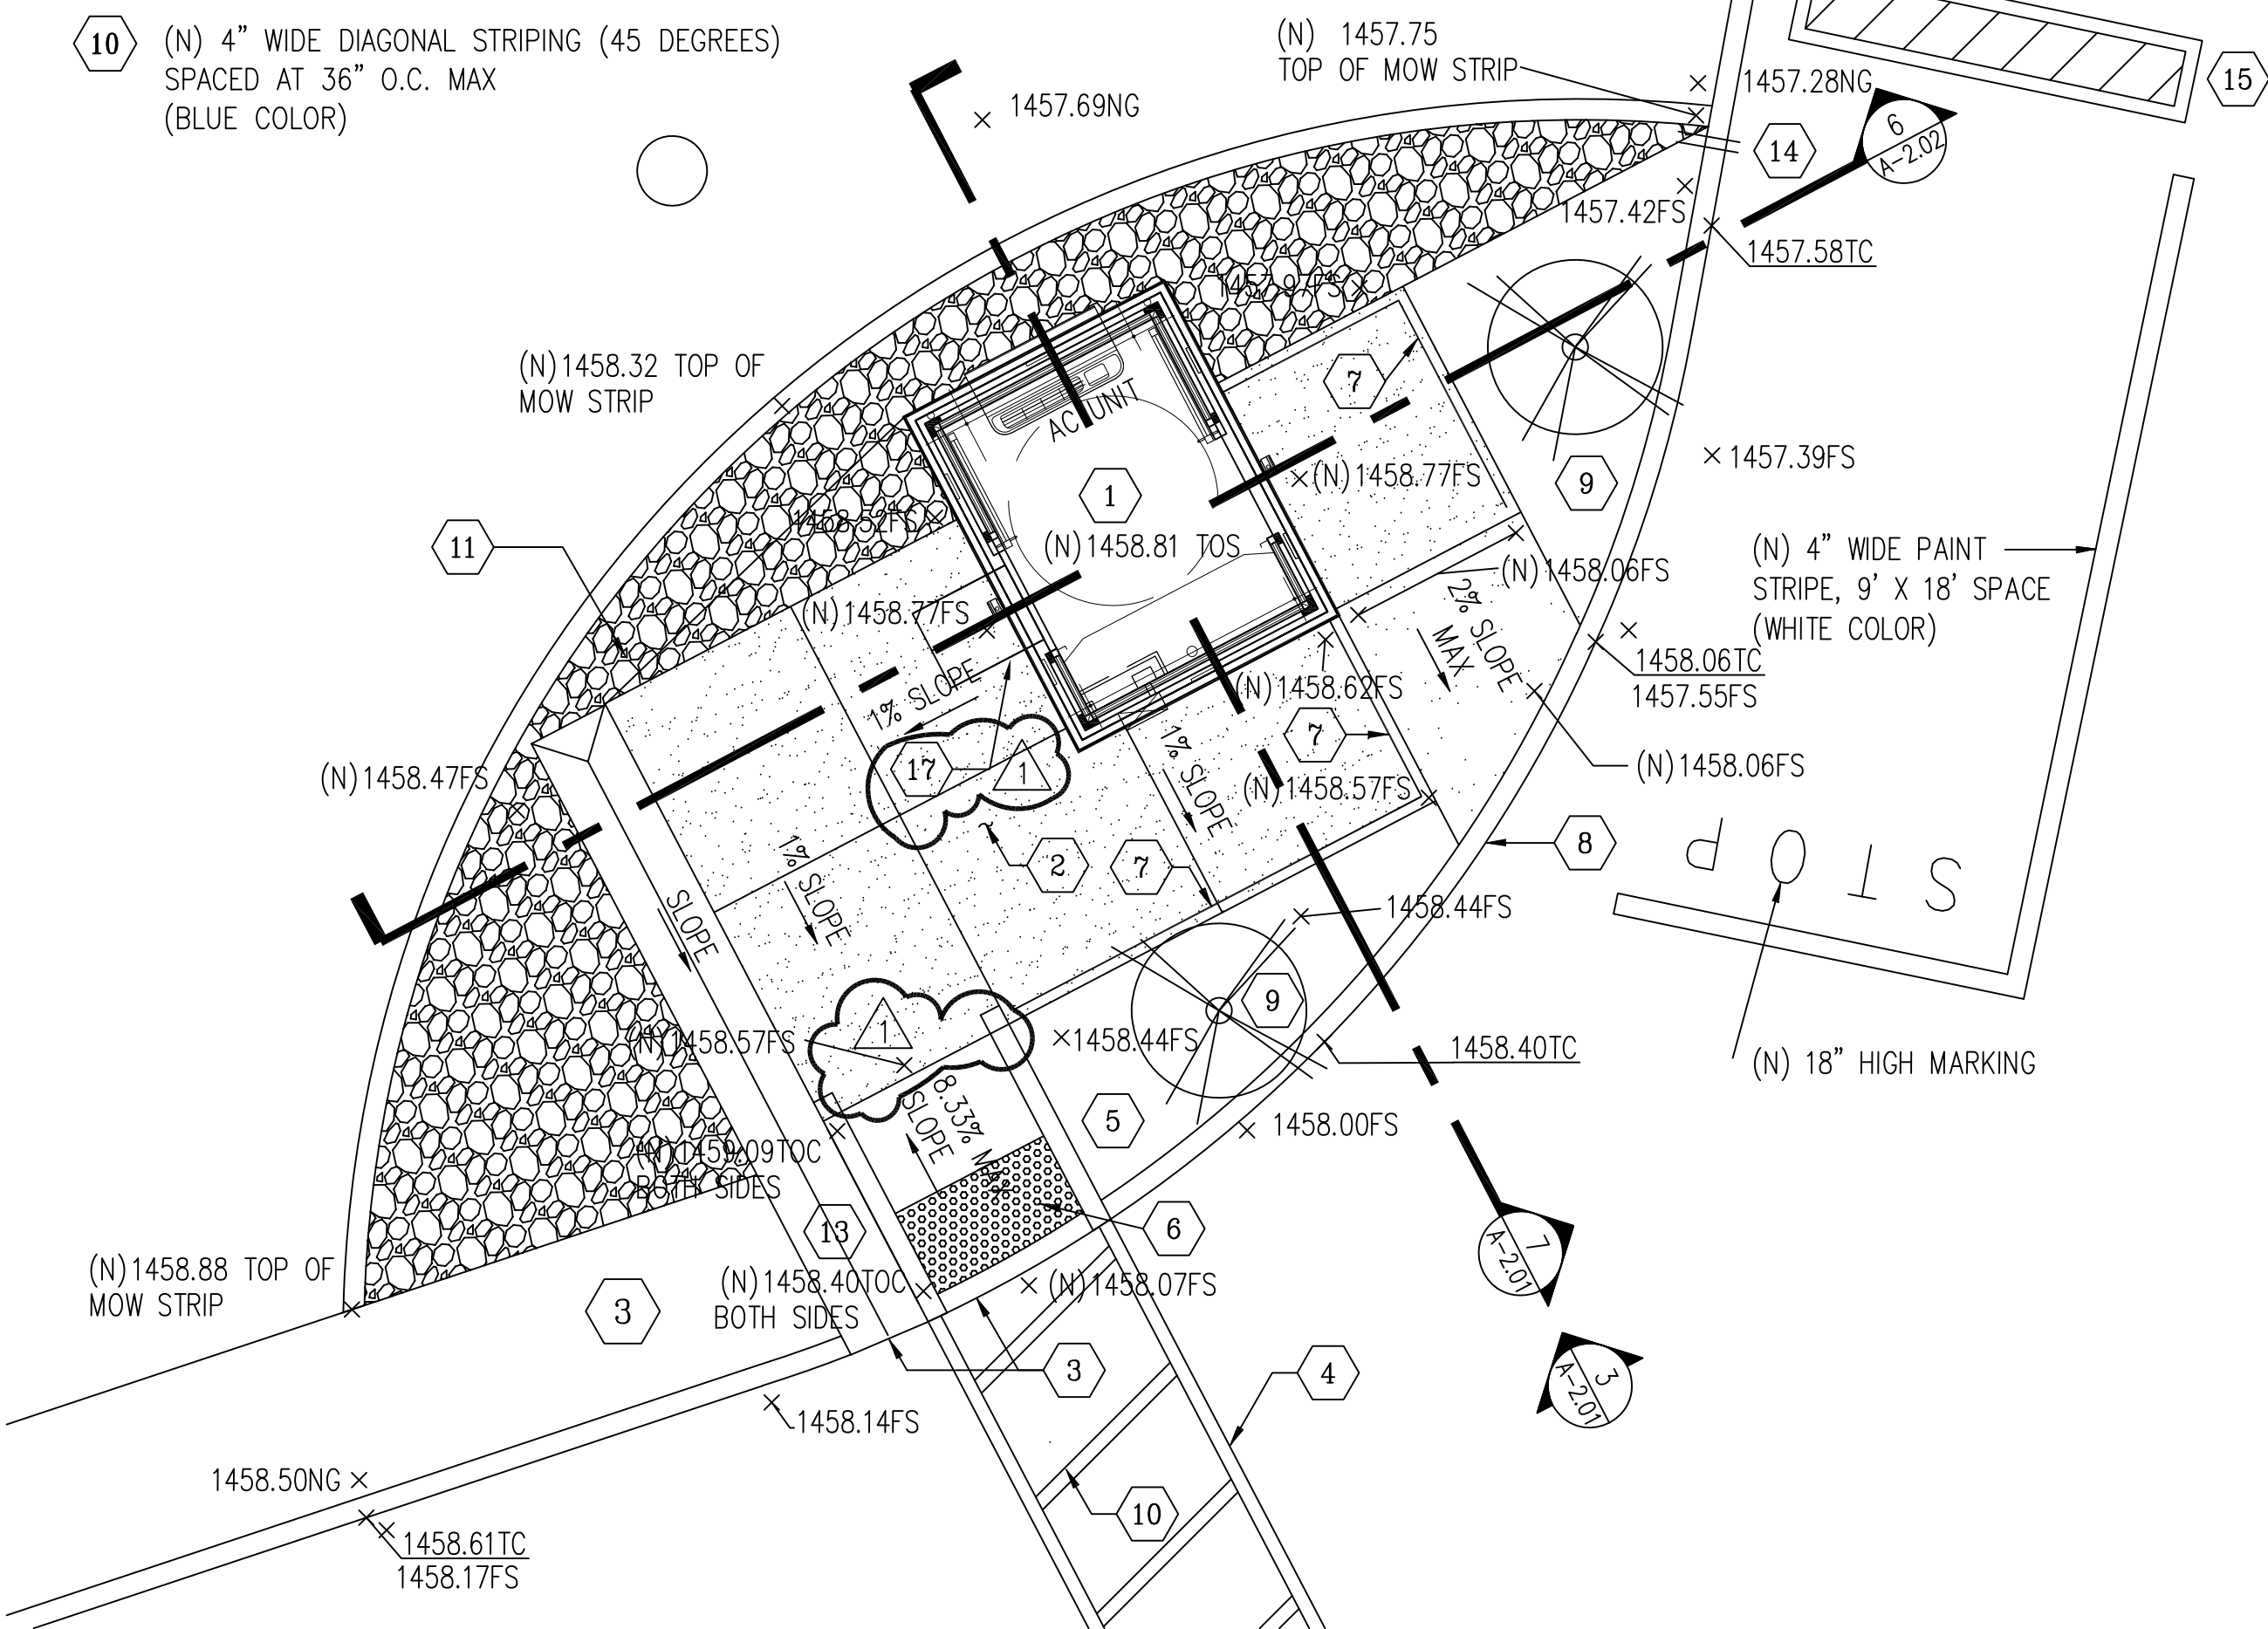 10
(N) 4" WIDE DIAGONAL STRIPING (45 DEGREES)
SPACED AT 36" O.C. MAX
(BLUE COLOR)
(N) 1457.75
TOP OF MOW STRIP
1457.69NG
1457.28NG
15
14
6
A-2.02
1457.42FS
1457.58TC
1457.97FS
(N)1458.32 TOP OF
MOW STRIP
AC UNIT
7
1
(N)1458.77FS
9
1457.39FS
1458.52FS
11
(N)1458.81 TOS
(N)1458.06FS
(N) 4" WIDE PAINT
STRIPE, 9' X 18' SPACE
(WHITE COLOR)
(N)1458.77FS
2% SLOPE
MAX
1458.06TC
1457.55FS
1% SLOPE
(N)1458.62FS
7
(N)1458.06FS
(N)1458.47FS
17
1
1% SLOPE
(N)1458.57FS
8
STOP
2
7
1% SLOPE
SLOPE
1458.44FS
9
1
(N)1458.57FS
1458.44FS
1458.40TC
(N) 18" HIGH MARKING
8.33% MAX
SLOPE
5
1458.00FS
(N)1459.09TOC
BOTH SIDES
13
6
7
A-2.01
(N)1458.88 TOP OF
MOW STRIP
3
(N)1458.40TOC
BOTH SIDES
(N)1458.07FS
3
4
3
A-2.01
1458.14FS
1458.50NG
10
1458.61TC
1458.17FS